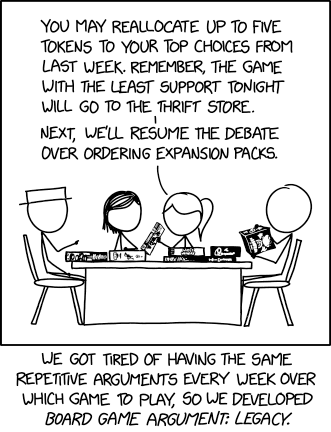 YOU MAY REALLOCATE UP TO FIVE
TOKENS TO YOUR TOP CHOICES FROM
LAST WEEK. REMEMBER, THE GAME
WITH THE LEAST SUPPORT TONIGHT
WILL GO TO THE THRIFT STORE.
NEXT, WE'LL RESUME THE DEBATE
OVER ORDERING EXPANSION PACKS.
WE GOT TIRED OF HAVING THE SAME
REPETITIVE ARGUMENTS EVERY WEEK OVER
WHICH GAME TO PLAY, SO WE DEVELOPED
BOARD GAME ARGUMENT: LEGACY.